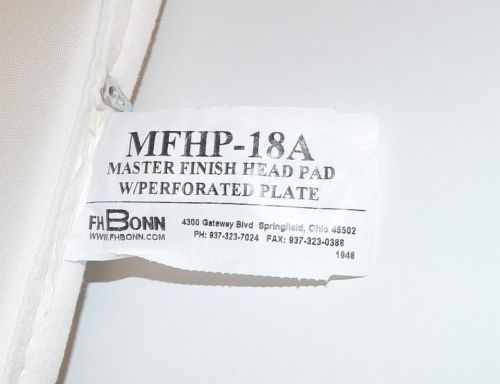 MFHP-18A
MASTER FINISH HEAD PAD
W/PERFORATED PLATE
FHBONN
WWW.FHBONN.COM
4300 Gateway Blvd Springfield, Ohio 45502
PH: 937-323-7024 FAX: 937-323-0388
1948